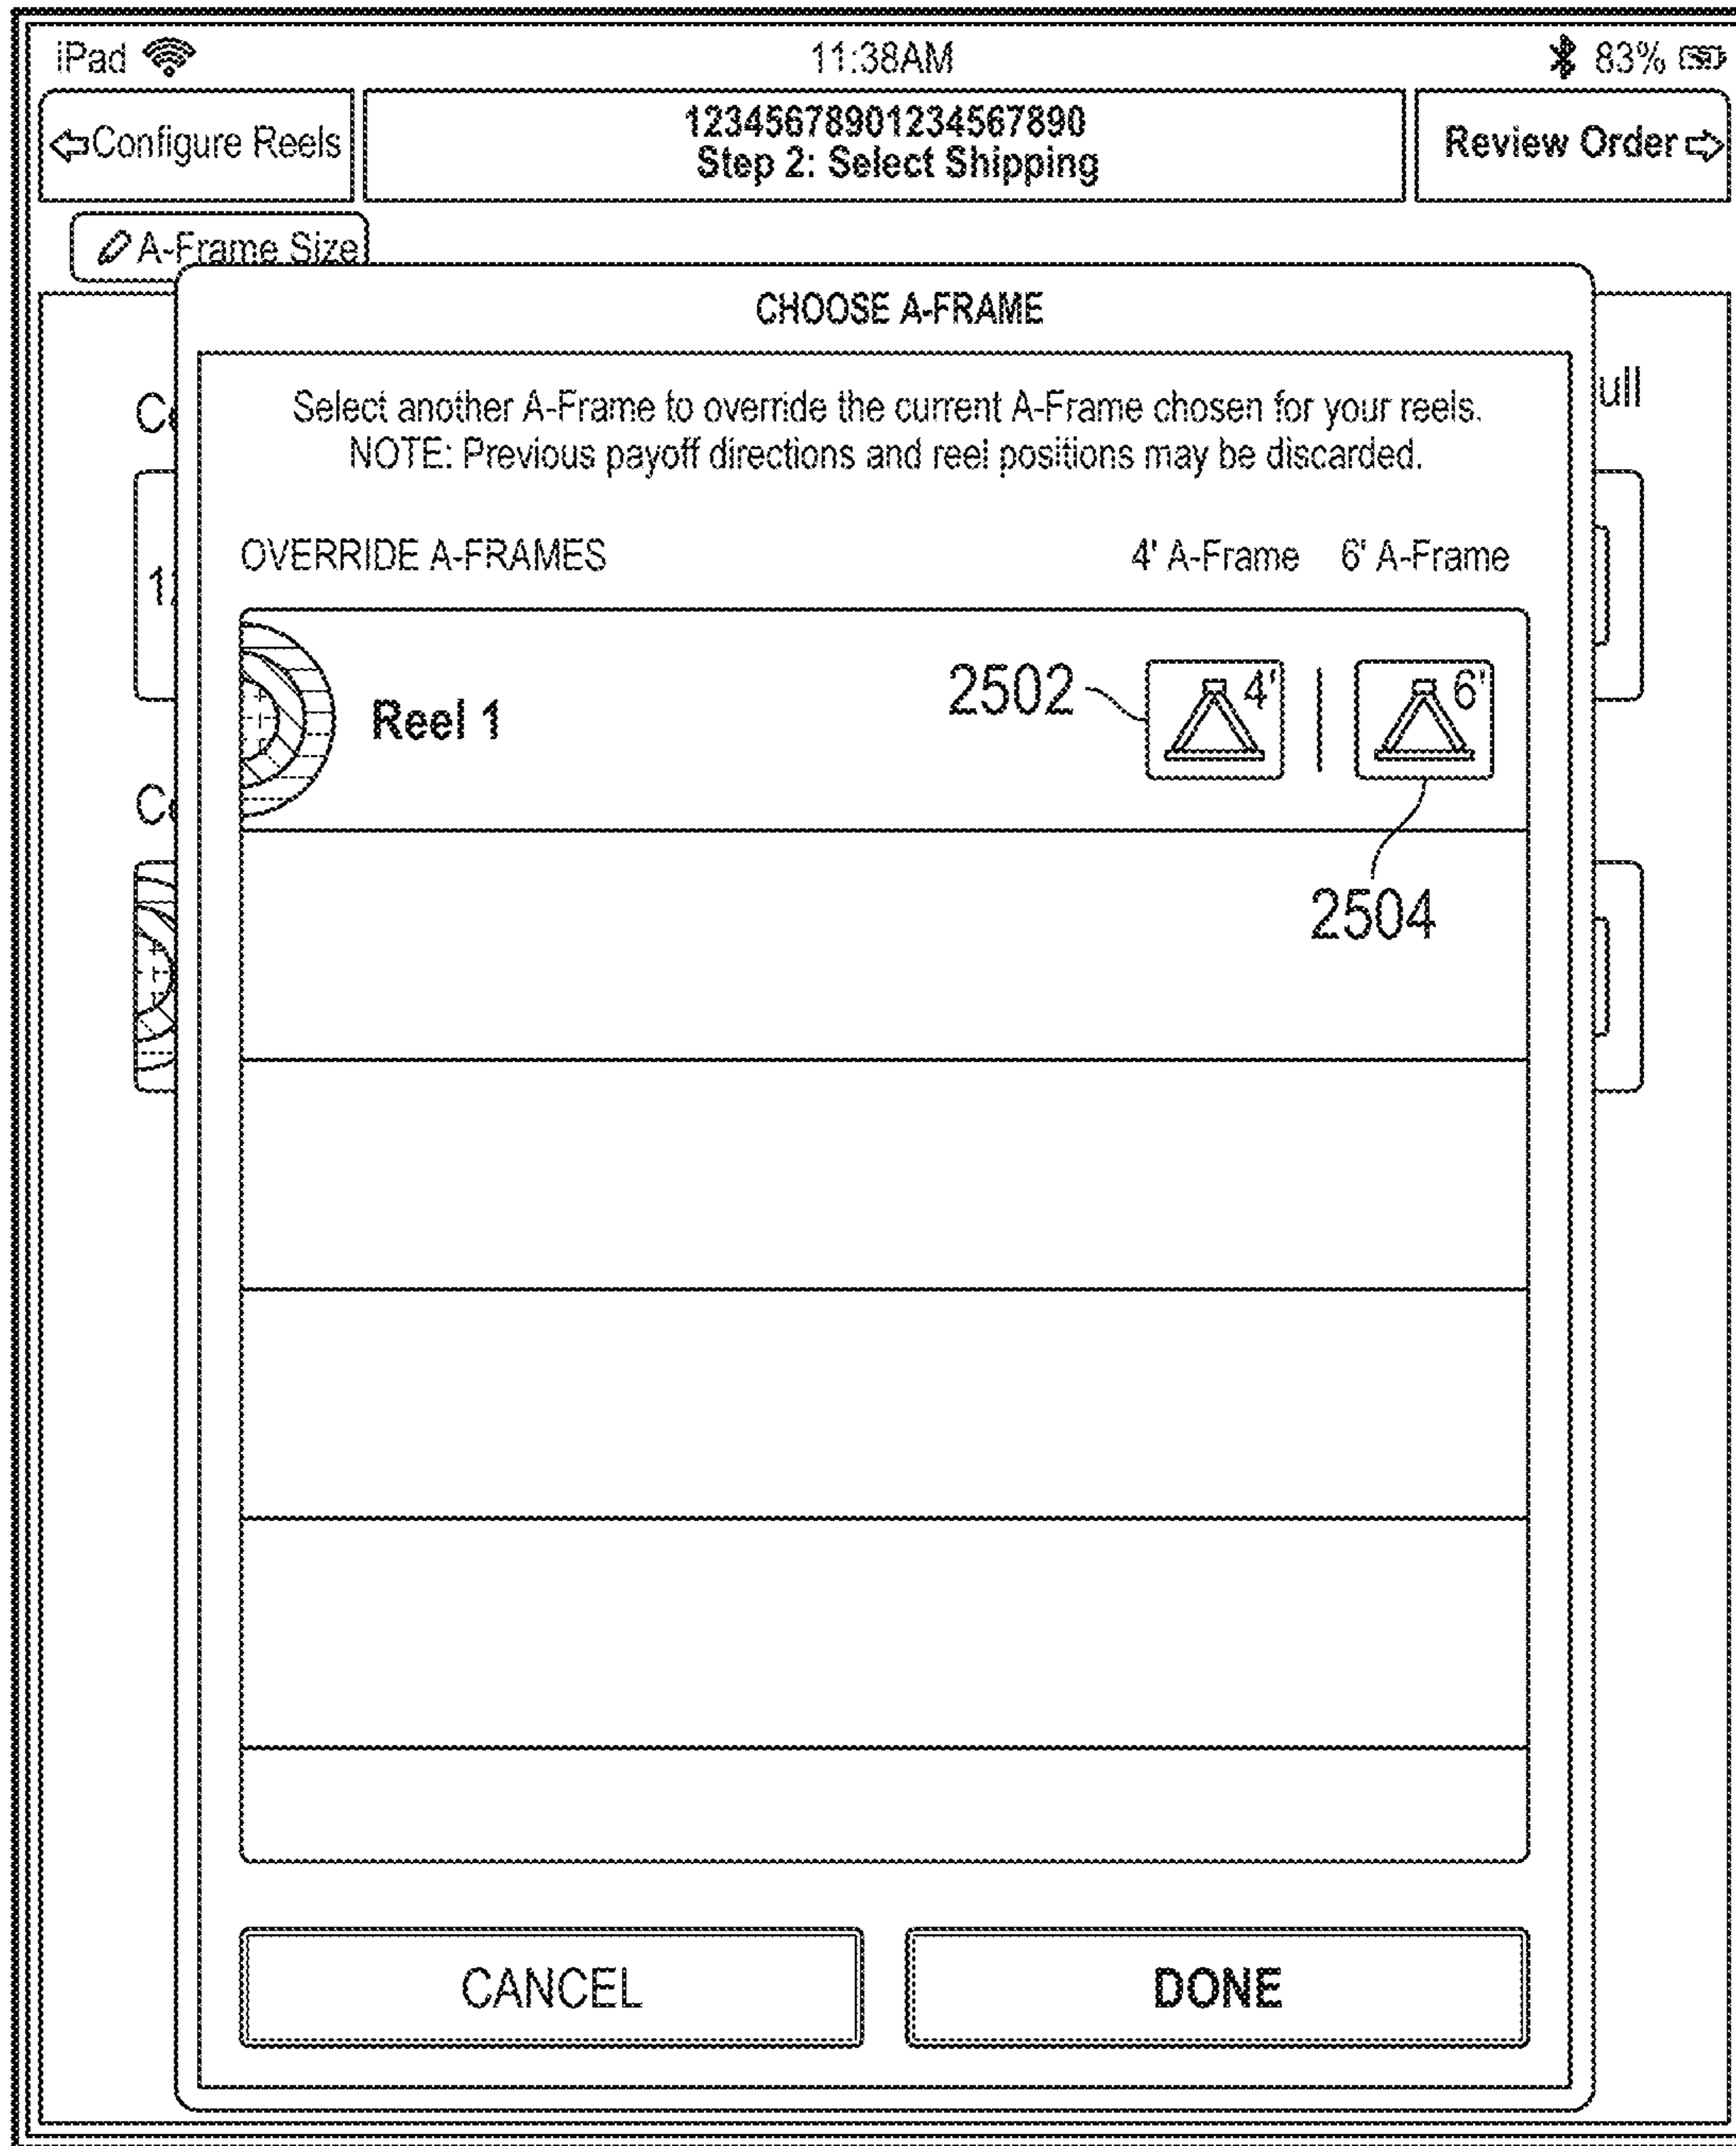 iPad 11:38AM 83%
Configure Reels
12345678901234567890
Step 2: Select Shipping
Review Order
A-Frame Size
CHOOSE A-FRAME
Select another A-Frame to override the current A-Frame chosen for your reels.
NOTE: Previous payoff directions and reel positions may be discarded.
OVERRIDE A-FRAMES 4' A-Frame 6' A-Frame
Reel 1 2502 4' 6'
2504
CANCEL DONE